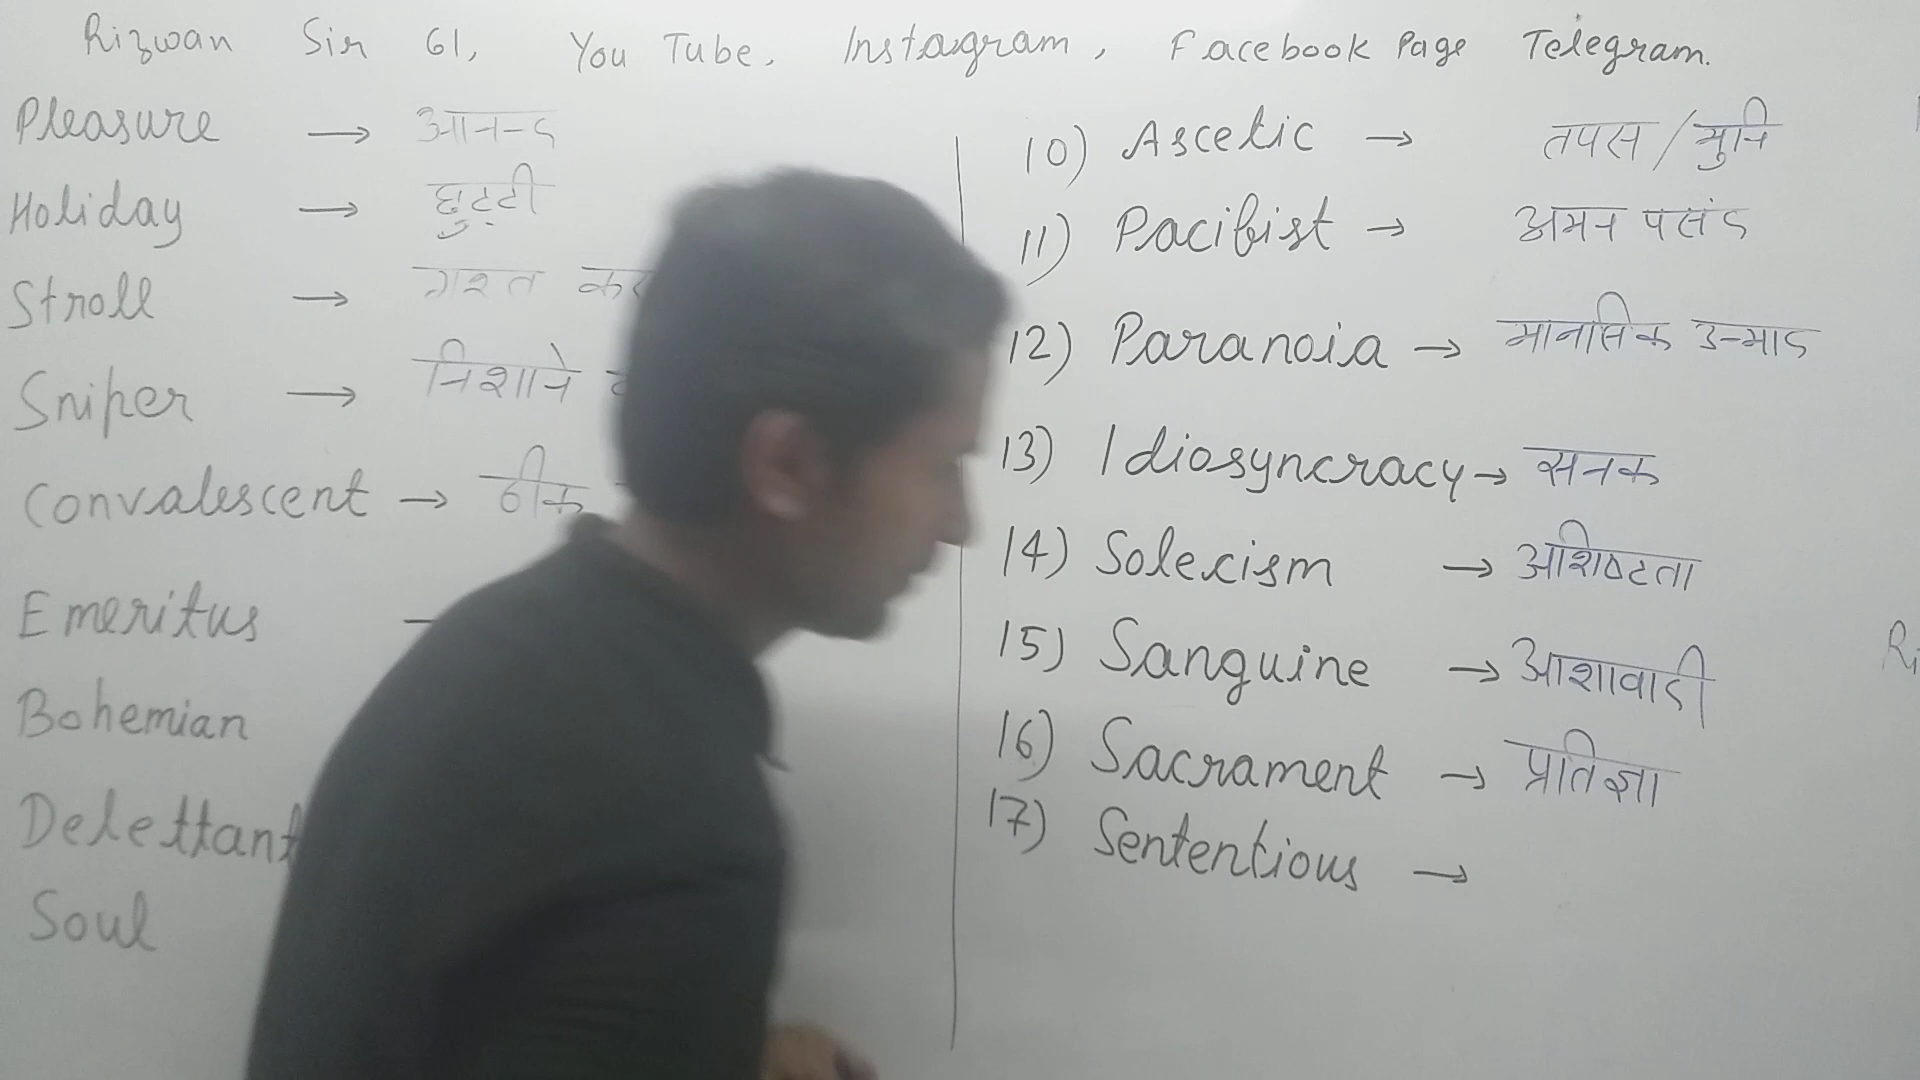 Rizwan Sir 61, You Tube, Instagram, Facebook Page Telegram.
Pleasure → आनन्द
Holiday → छुट्टी
Stroll → गश्त
Sniper → निशाने
Convalescent → ठीक
Emeritus
Bohemian
Delettant
Soul
10) Ascetic → तपस / मुनि
11) Pacifist → अमन पसंद
12) Paranoia → मानसिक उन्माद
13) Idiosyncracy → सनक
14) Solecism → अशिष्टता
15) Sanguine → आशावादी
16) Sacrament → प्रतिज्ञा
17) Sententious →